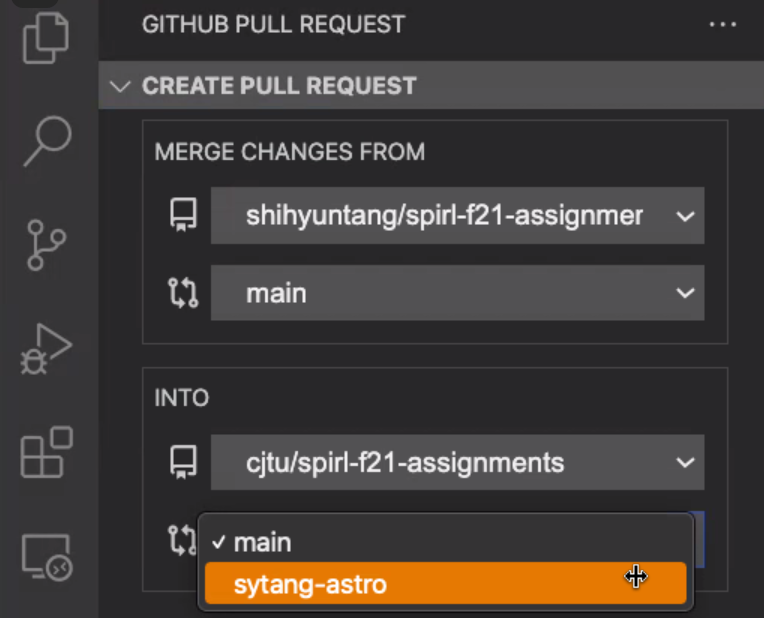 GITHUB PULL REQUEST
CREATE PULL REQUEST
MERGE CHANGES FROM
shihyuntang/spirl-f21-assignmer
main
INTO
cjtu/spirl-f21-assignments
✓ main
sytang-astro